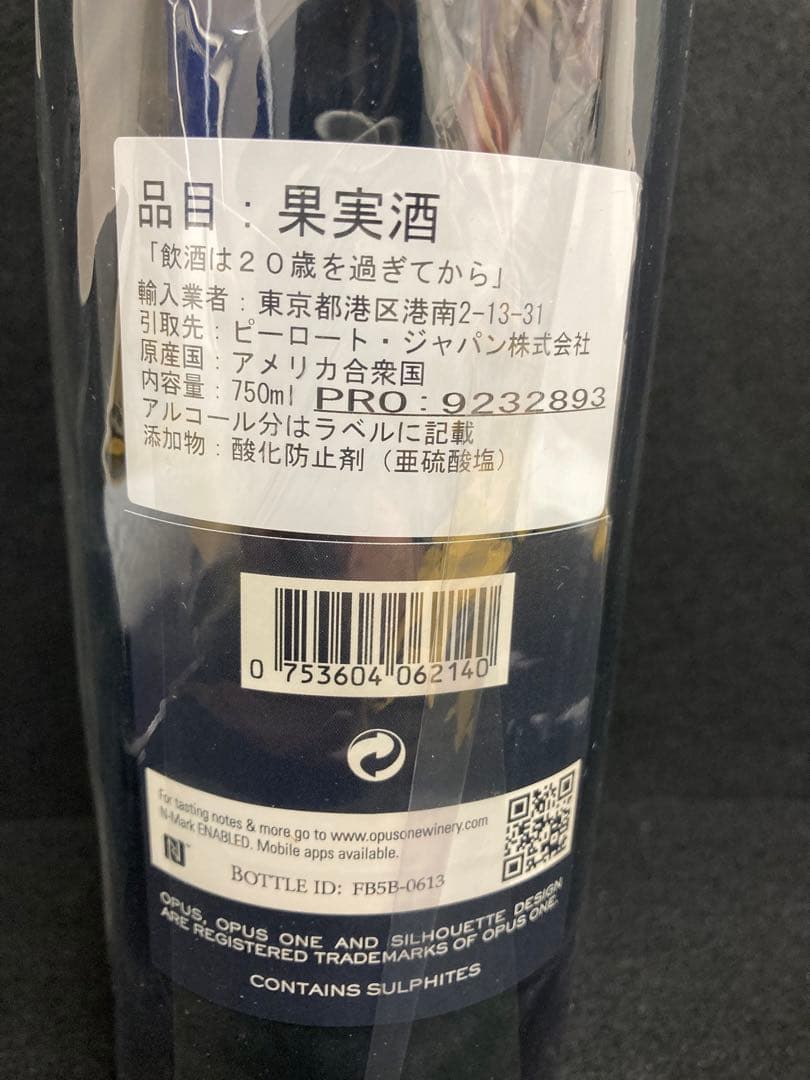 品目：果実酒
「飲酒は２０歳を過ぎてから」
輸入業者：東京都港区港南2-13-31
引取先：ピーロート・ジャパン株式会社
原産国：アメリカ合衆国
内容量：750ml PRO：9232893
アルコール分はラベルに記載
添加物：酸化防止剤（亜硫酸塩）
0 753604 062140
For tasting notes & more go to www.opusonewinery.com
N-Mark ENABLED. Mobile apps available.
BOTTLE ID: FB5B-0613
OPUS, OPUS ONE AND SILHOUETTE DESIGN
ARE REGISTERED TRADEMARKS OF OPUS ONE.
CONTAINS SULPHITES